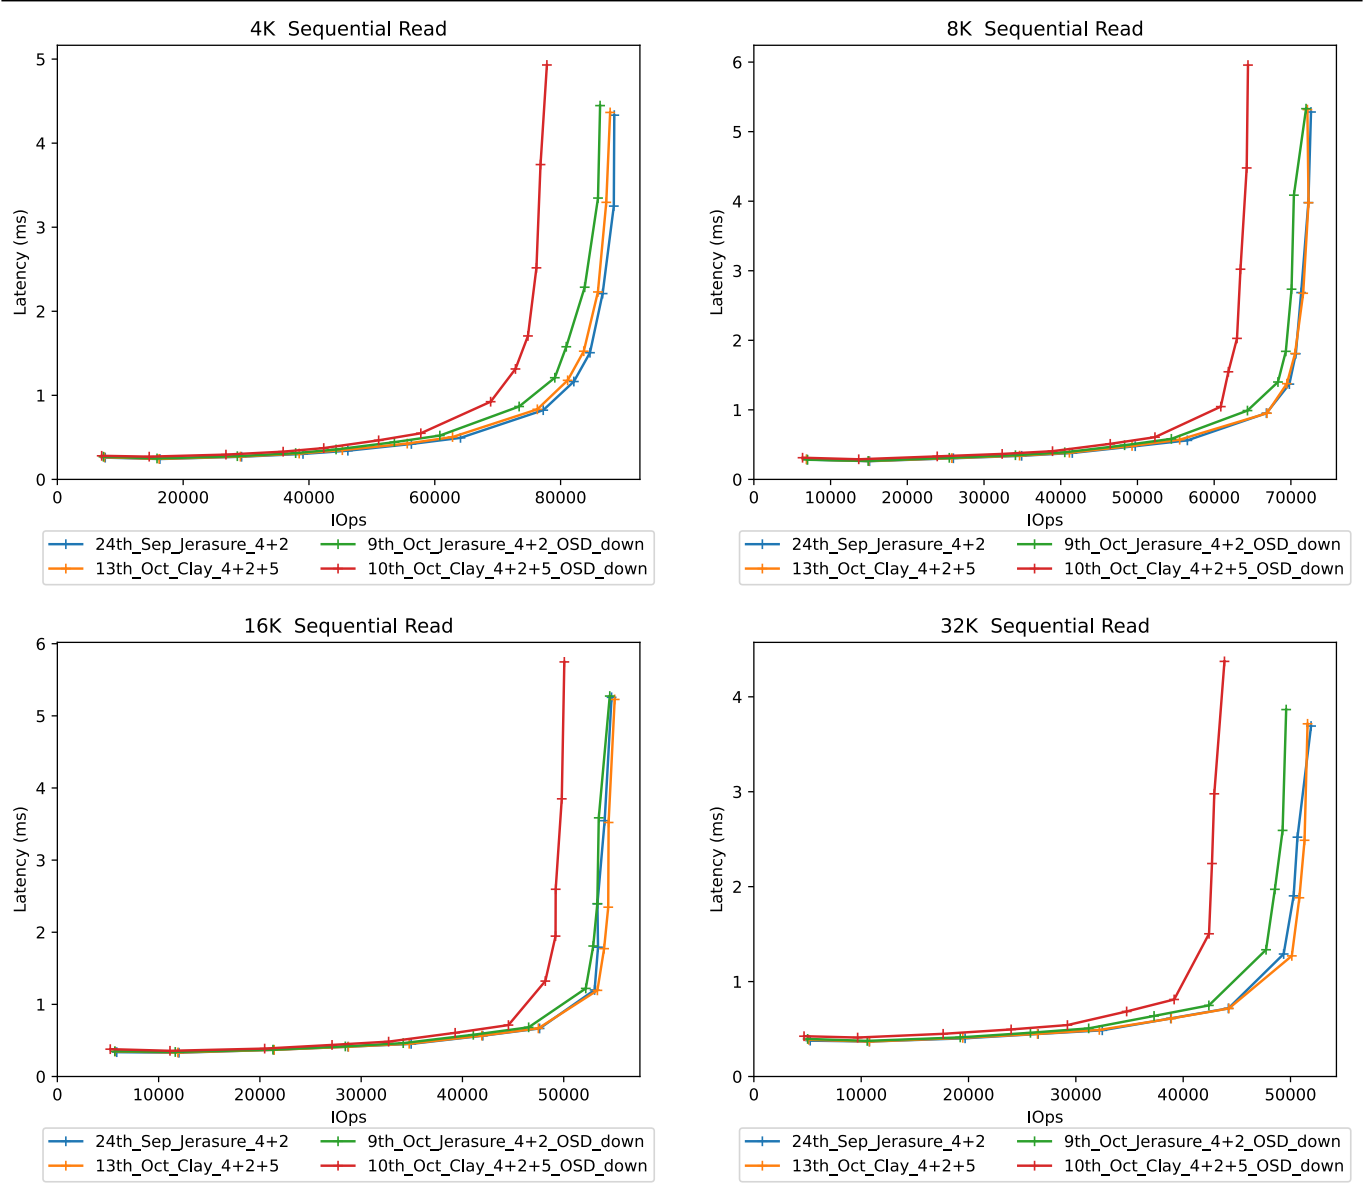 4K  Sequential Read
5
4
3
2
1
0
Latency (ms)
0 20000 40000 60000 80000
IOps
24th_Sep_Jerasure_4+2 9th_Oct_Jerasure_4+2_OSD_down
13th_Oct_Clay_4+2+5 10th_Oct_Clay_4+2+5_OSD_down
8K  Sequential Read
6
5
4
3
2
1
0
Latency (ms)
0 10000 20000 30000 40000 50000 60000 70000
IOps
24th_Sep_Jerasure_4+2 9th_Oct_Jerasure_4+2_OSD_down
13th_Oct_Clay_4+2+5 10th_Oct_Clay_4+2+5_OSD_down
16K  Sequential Read
6
5
4
3
2
1
0
Latency (ms)
0 10000 20000 30000 40000 50000
IOps
24th_Sep_Jerasure_4+2 9th_Oct_Jerasure_4+2_OSD_down
13th_Oct_Clay_4+2+5 10th_Oct_Clay_4+2+5_OSD_down
32K  Sequential Read
4
3
2
1
0
Latency (ms)
0 10000 20000 30000 40000 50000
IOps
24th_Sep_Jerasure_4+2 9th_Oct_Jerasure_4+2_OSD_down
13th_Oct_Clay_4+2+5 10th_Oct_Clay_4+2+5_OSD_down